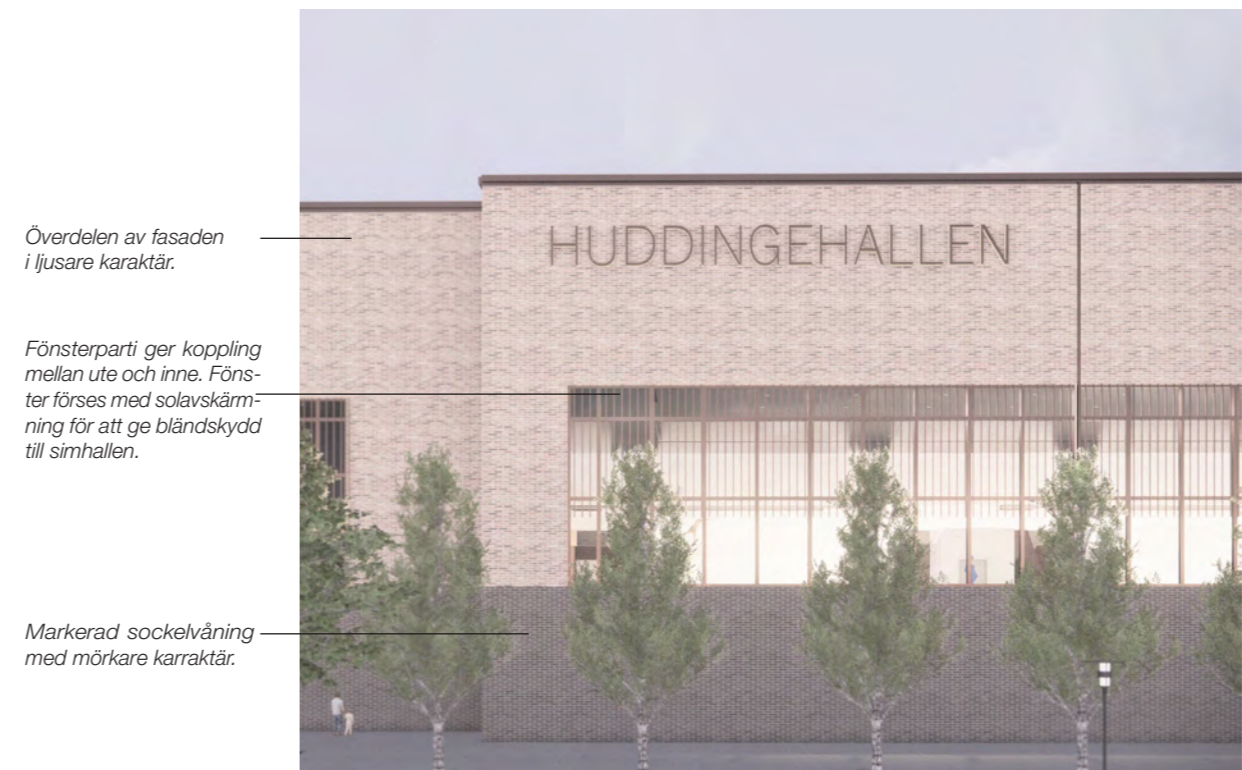 HUDDINGEHALLEN
Överdelen av fasaden
i ljusare karaktär.
Fönsterparti ger koppling
mellan ute och inne. Föns-
ter förses med solavskärm-
ning för att ge bländskydd
till simhallen.
Markerad sockelvåning
med mörkare karraktär.